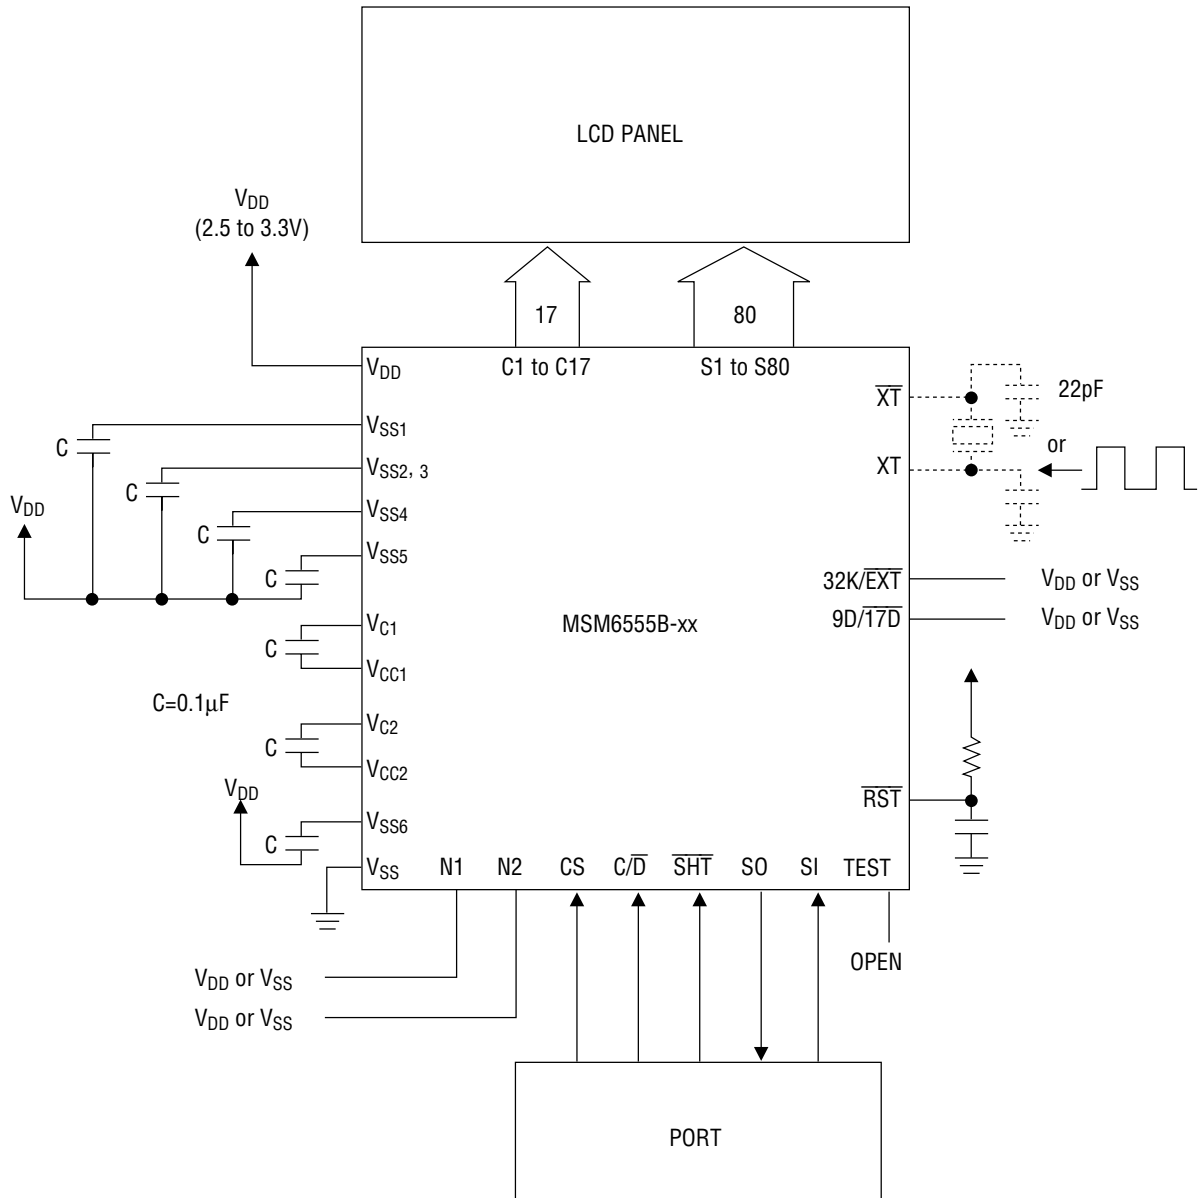 LCD PANEL
VDD
(2.5 to 3.3V)
17
80
C1 to C17
S1 to S80
VDD
XT
22pF
VSS1
C
or
VSS2, 3
XT
C
VDD
VSS4
C
VSS5
C
32K/EXT
VDD or VSS
9D/17D
VDD or VSS
MSM6555B-xx
VC1
C
VCC1
C=0.1μF
VC2
C
VCC2
VDD
RST
VSS6
C
VSS
N1
N2
CS
C/D
SHT
SO
SI
TEST
OPEN
VDD or VSS
VDD or VSS
PORT